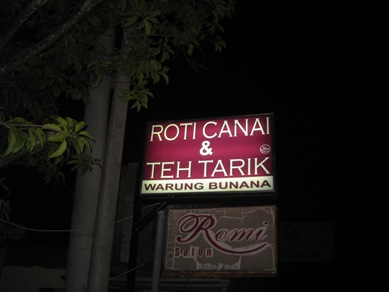 ROTI CANAI
&
TEH TARIK
WARUNG BUNANA
Romi
Salon